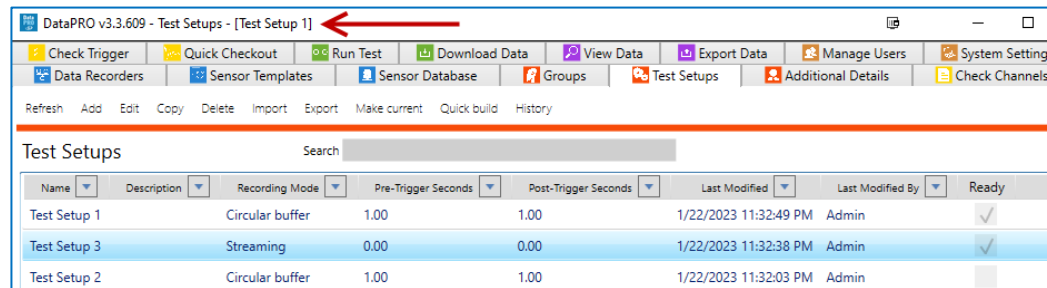 DataPRO v3.3.609 - Test Setups - [Test Setup 1]
Check Trigger Quick Checkout Run Test Download Data View Data Export Data Manage Users System Setting
Data Recorders Sensor Templates Sensor Database Groups Test Setups Additional Details Check Channels
Refresh Add Edit Copy Delete Import Export Make current Quick build History
Test Setups Search
Name Description Recording Mode Pre-Trigger Seconds Post-Trigger Seconds Last Modified Last Modified By Ready
Test Setup 1 Circular buffer 1.00 1.00 1/22/2023 11:32:49 PM Admin
Test Setup 3 Streaming 0.00 0.00 1/22/2023 11:32:38 PM Admin
Test Setup 2 Circular buffer 1.00 1.00 1/22/2023 11:32:03 PM Admin